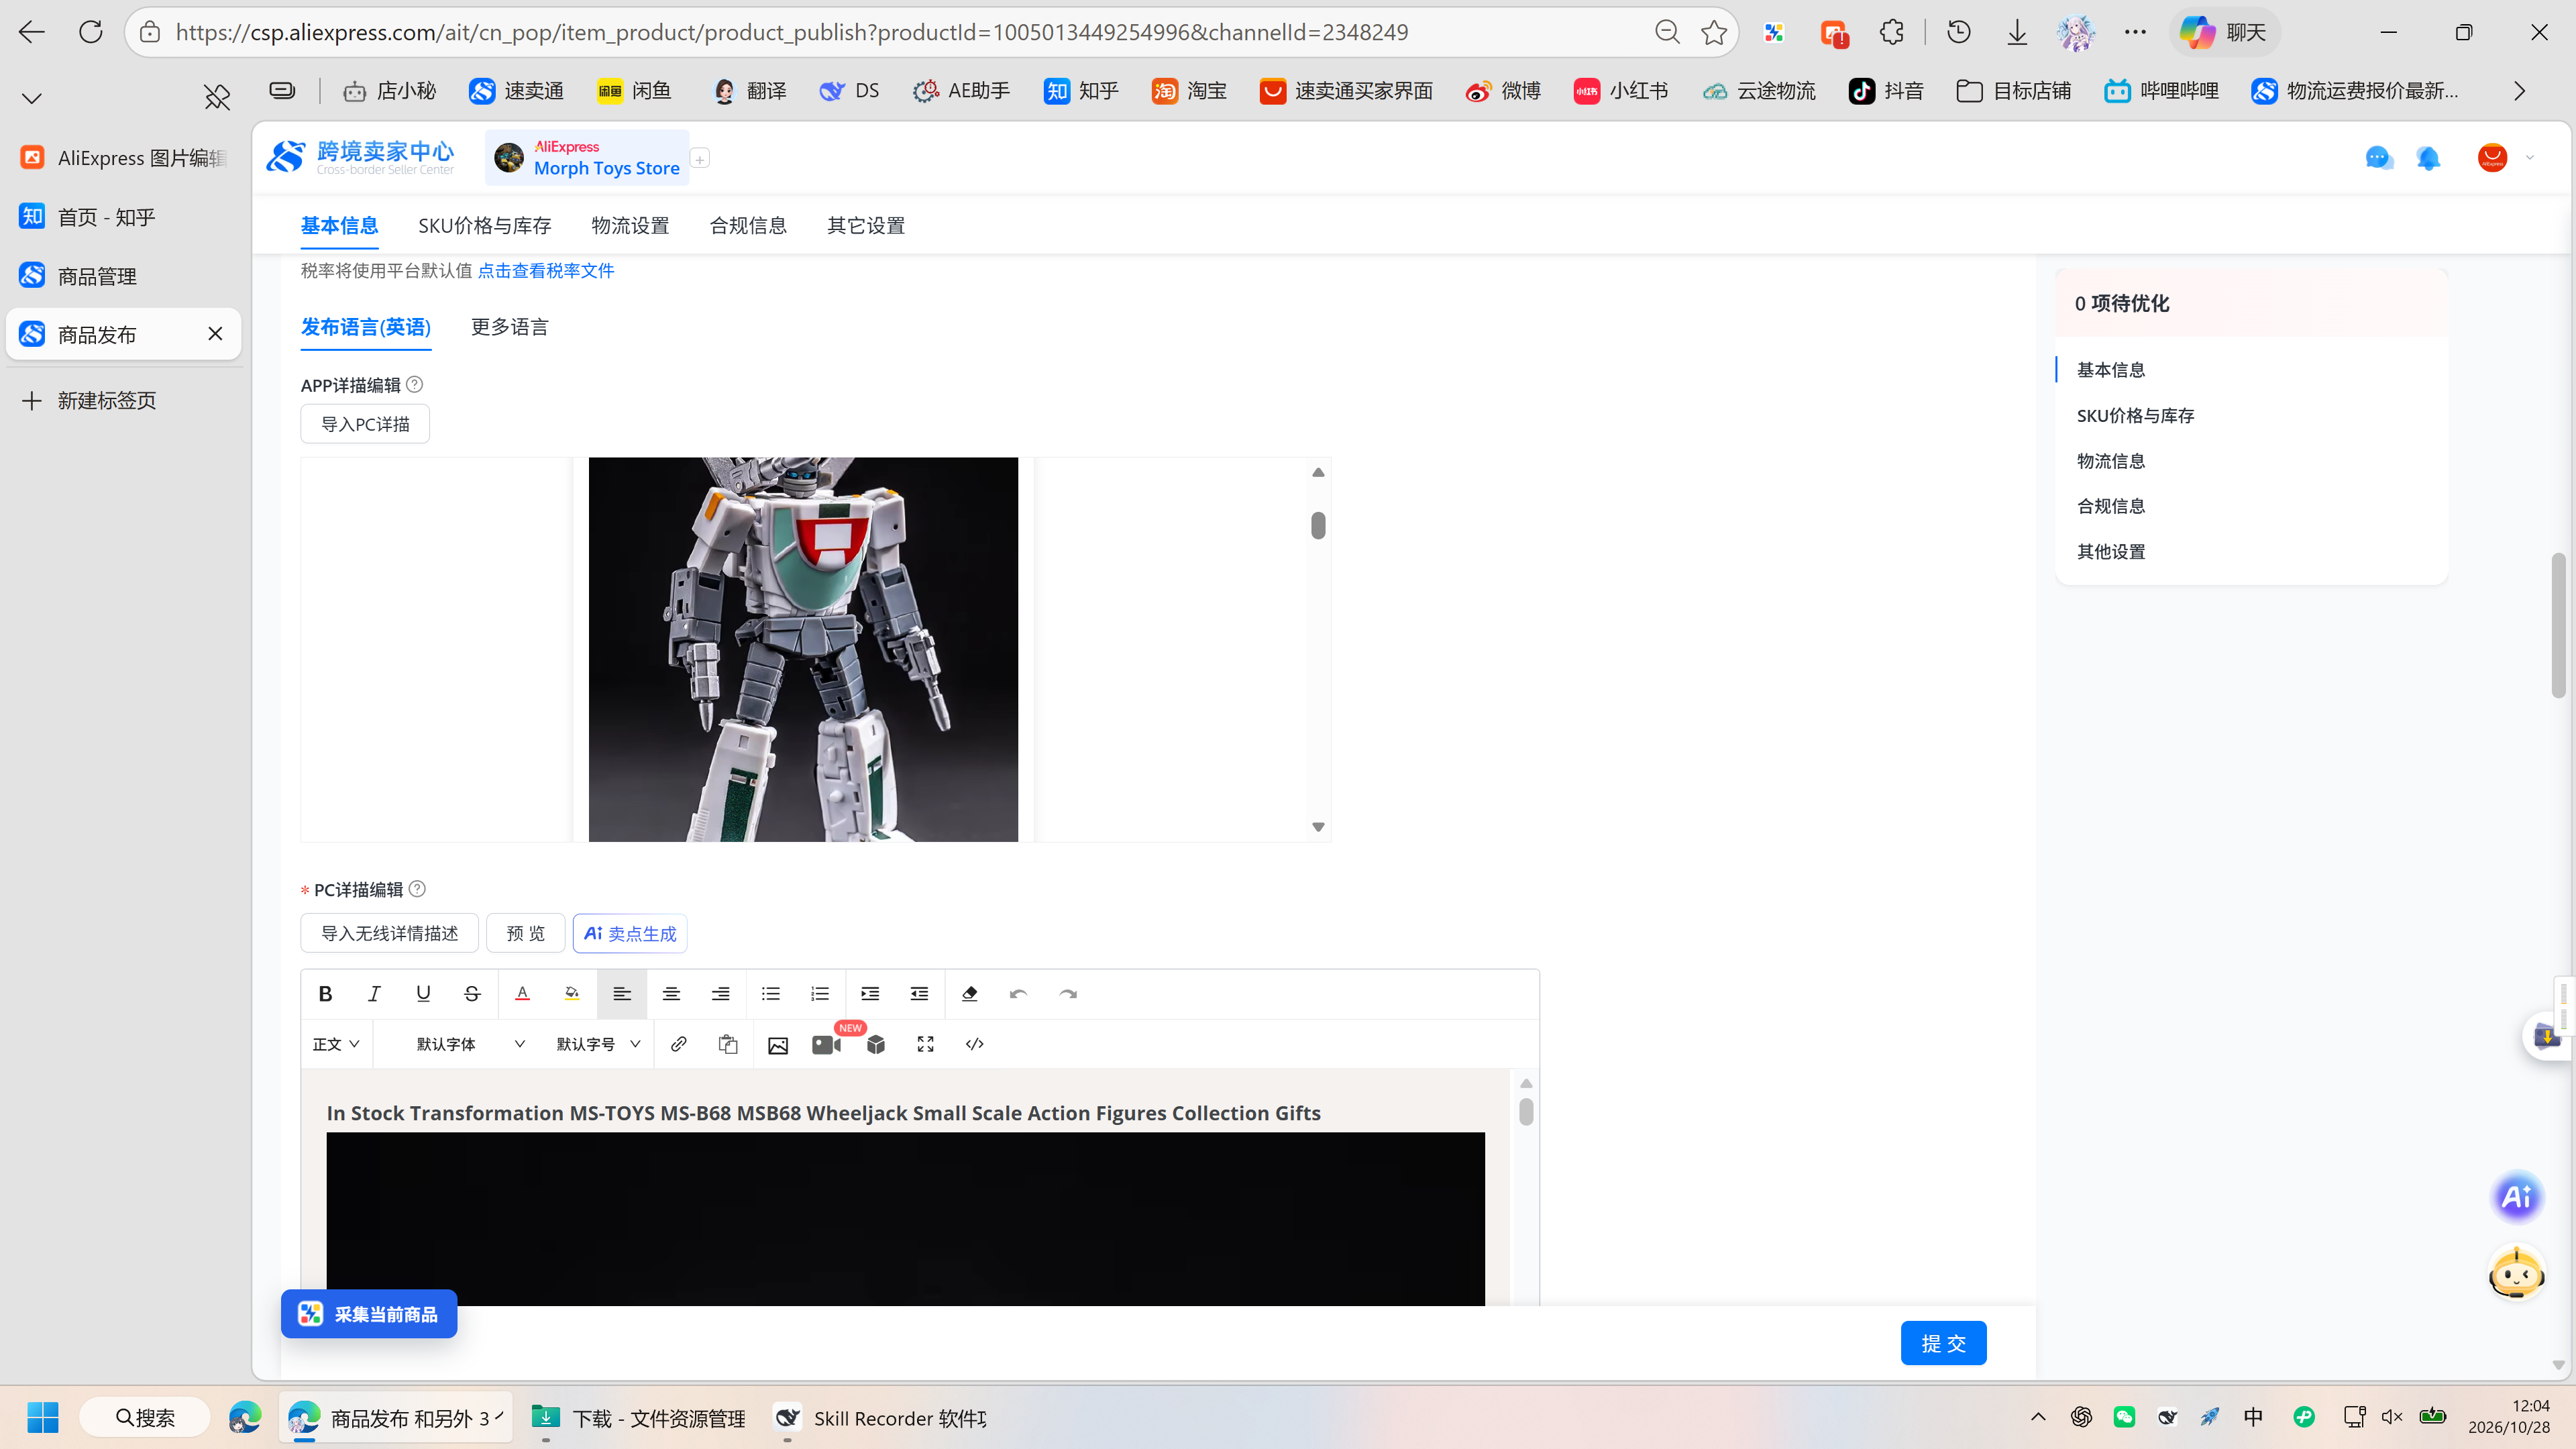 https://csp.aliexpress.com/ait/cn_pop/item_product/product_publish?productId=1005013449254996&channelId=2348249
聊天
店小秘
速卖通
闲鱼
翻译
DS
AE助手
知乎
淘宝
速卖通买家界面
微博
小红书
云途物流
抖音
目标店铺
哔哩哔哩
物流运费报价最新...
AliExpress 图片编辑
首页 - 知乎
商品管理
商品发布
新建标签页
跨境卖家中心
Cross-border Seller Center
AliExpress
Morph Toys Store
基本信息
SKU价格与库存
物流设置
合规信息
其它设置
税率将使用平台默认值 点击查看税率文件
发布语言(英语)
更多语言
APP详描编辑
导入PC详描
* PC详描编辑
导入无线详情描述
预 览
Ai 卖点生成
正文
默认字体
默认字号
NEW
In Stock Transformation MS-TOYS MS-B68 MSB68 Wheeljack Small Scale Action Figures Collection Gifts
采集当前商品
提 交
0 项待优化
基本信息
SKU价格与库存
物流信息
合规信息
其他设置
Ai
搜索
商品发布 和另外 3
下载 - 文件资源管理
Skill Recorder 软件
中
12:04
2026/10/28